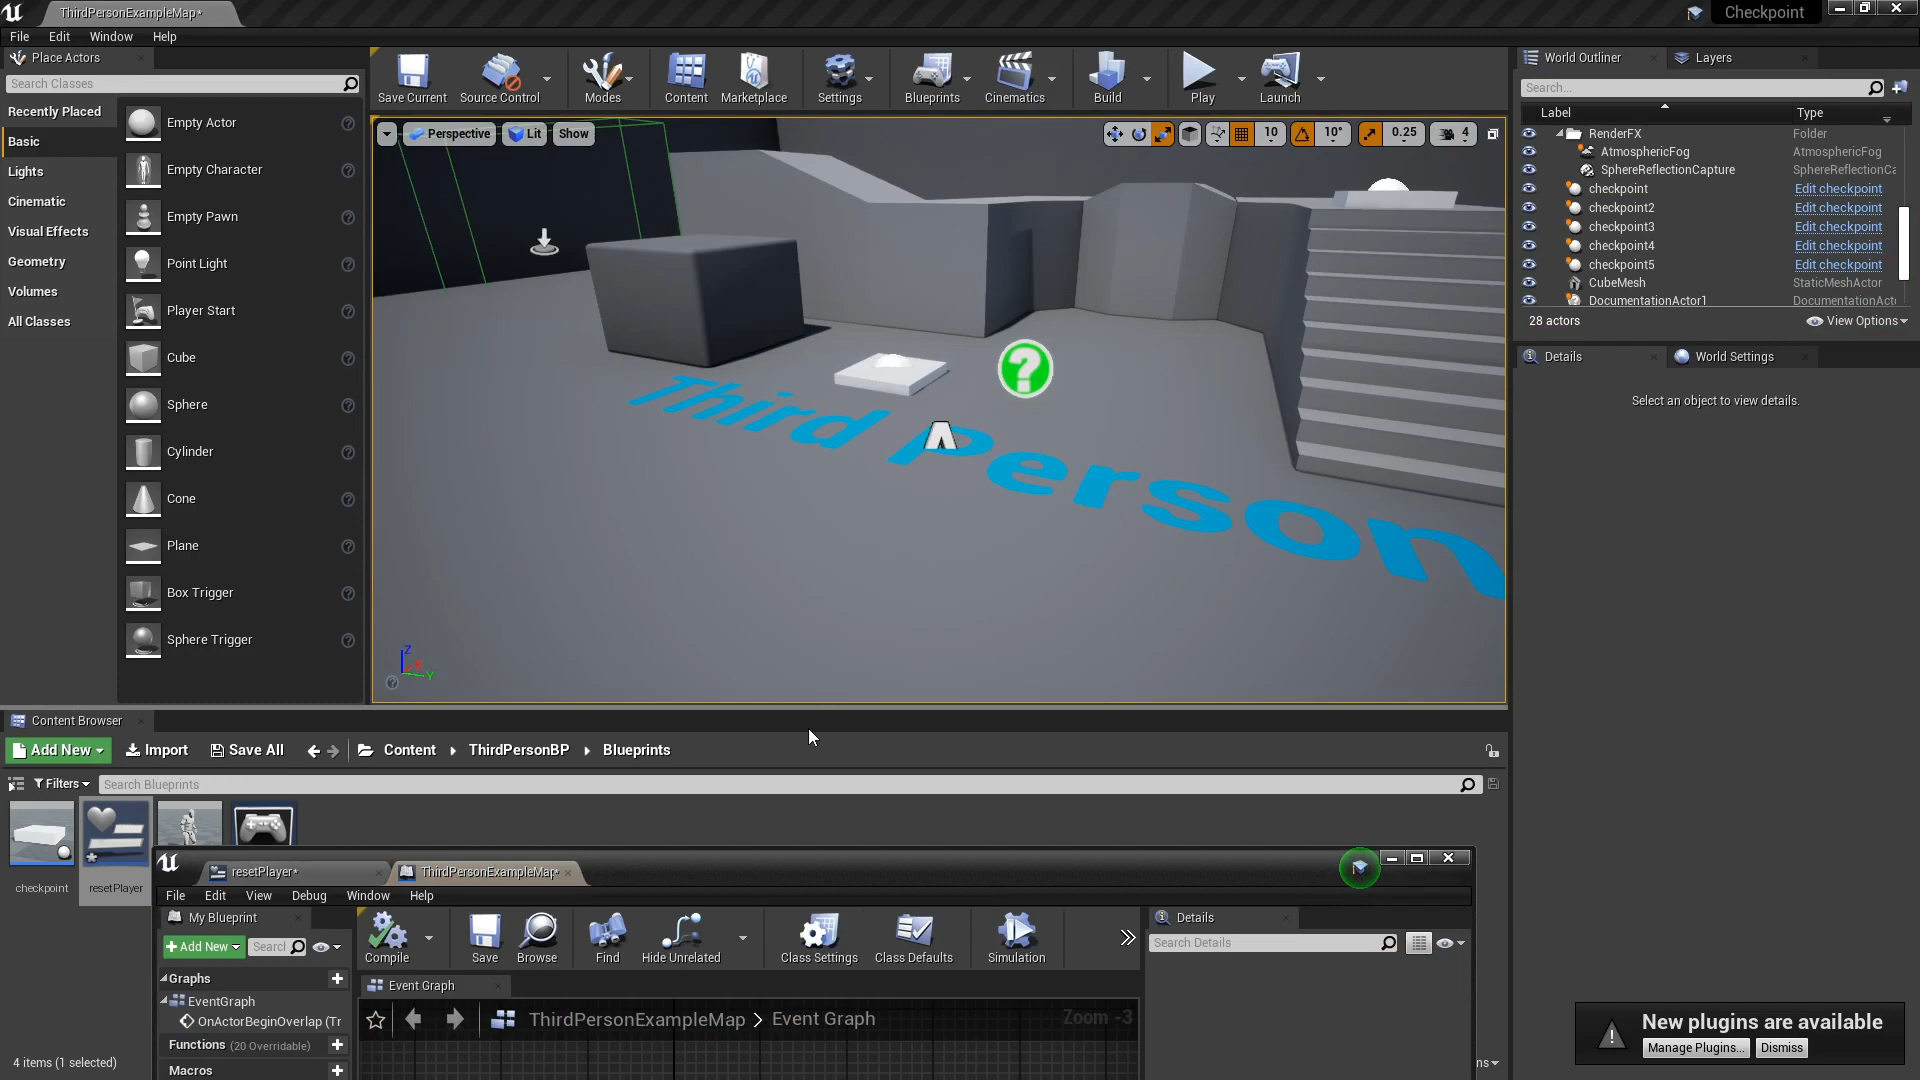 ThirdPersonExampleMap*
Checkpoint
File Edit Window Help
Place Actors
Search Classes
Recently Placed
Basic
Lights
Cinematic
Visual Effects
Geometry
Volumes
All Classes
Empty Actor
Empty Character
Empty Pawn
Point Light
Player Start
Cube
Sphere
Cylinder
Cone
Plane
Box Trigger
Sphere Trigger
Save Current Source Control Modes Content Marketplace Settings Blueprints Cinematics Build Play Launch
Perspective Lit Show
10 10° 0.25 4
Third Person
Z
X
Y
World Outliner Layers
Search...
Label Type
RenderFX Folder
AtmosphericFog AtmosphericFog
SphereReflectionCapture SphereReflectionCa
checkpoint Edit checkpoint
checkpoint2 Edit checkpoint
checkpoint3 Edit checkpoint
checkpoint4 Edit checkpoint
checkpoint5 Edit checkpoint
CubeMesh StaticMeshActor
DocumentationActor1 DocumentationActo
28 actors View Options
Details World Settings
Select an object to view details.
Content Browser
Add New Import Save All Content ThirdPersonBP Blueprints
Filters Search Blueprints
checkpoint
resetPlayer
4 items (1 selected)
resetPlayer* ThirdPersonExampleMap*
File Edit View Debug Window Help
My Blueprint
Add New Searcl
Graphs
EventGraph
OnActorBeginOverlap (Tr
Functions (20 Overridable)
Macros
Compile Save Browse Find Hide Unrelated Class Settings Class Defaults Simulation
Event Graph
ThirdPersonExampleMap > Event Graph
Zoom -3
Details
Search Details
New plugins are available
Manage Plugins... Dismiss
ns